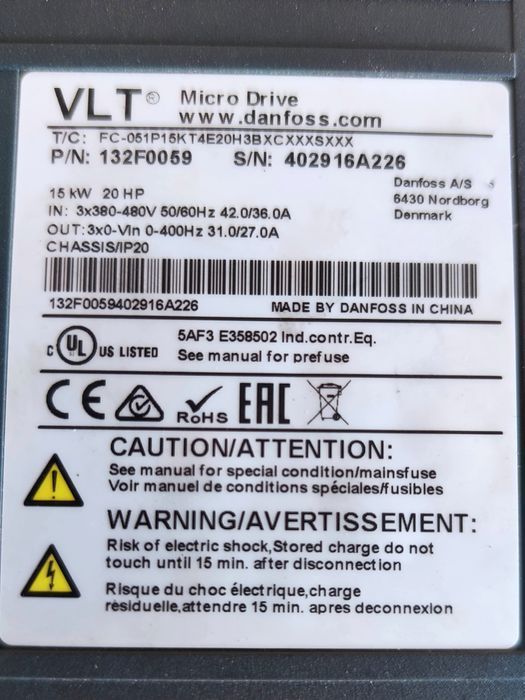 VLT® Micro Drive
www.danfoss.com
T/C: FC-051P15KT4E20H3BXCXXXSXXX
P/N: 132F0059 S/N: 402916A226
15 kW 20 HP
IN: 3x380-480V 50/60Hz 42.0/36.0A
OUT:3x0-Vin 0-400Hz 31.0/27.0A
CHASSIS/IP20
Danfoss A/S
6430 Nordborg
Denmark
132F0059402916A226 MADE BY DANFOSS IN CHINA
C UL US LISTED
5AF3 E358502 Ind.contr.Eq.
See manual for prefuse
CE RoHS EAC
CAUTION/ATTENTION:
See manual for special condition/mainsfuse
Voir manuel de conditions spéciales/fusibles
WARNING/AVERTISSEMENT:
Risk of electric shock,Stored charge do not
touch until 15 min. after disconnection
Risque du choc électrique,charge
résiduelle,attendre 15 min. apres deconnexion